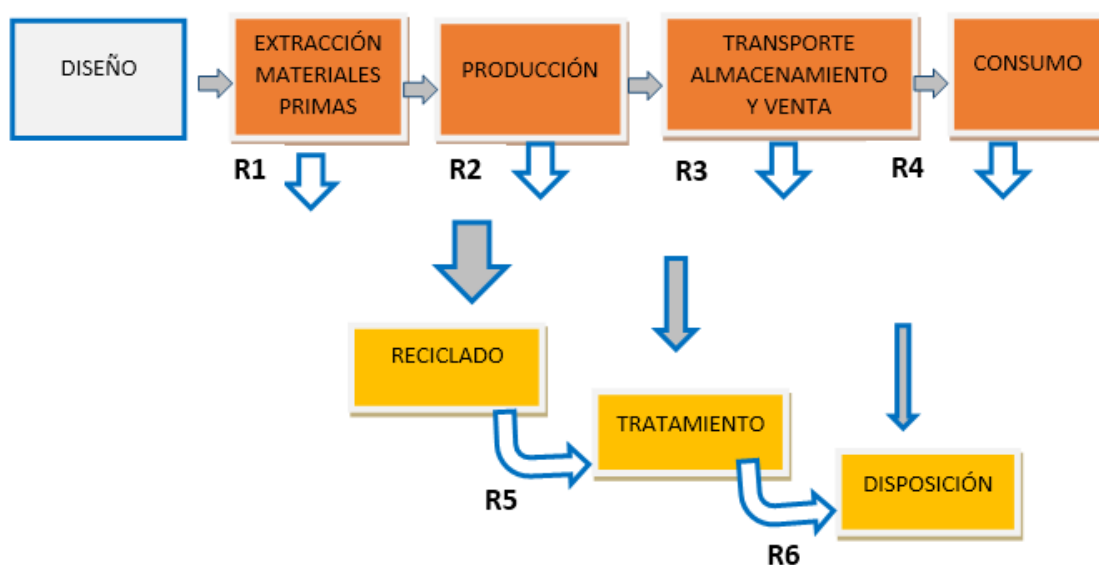 DISEÑO
EXTRACCIÓN
MATERIALES
PRIMAS
PRODUCCIÓN
TRANSPORTE
ALMACENAMIENTO
Y VENTA
CONSUMO
R1
R2
R3
R4
RECICLADO
TRATAMIENTO
DISPOSICIÓN
R5
R6